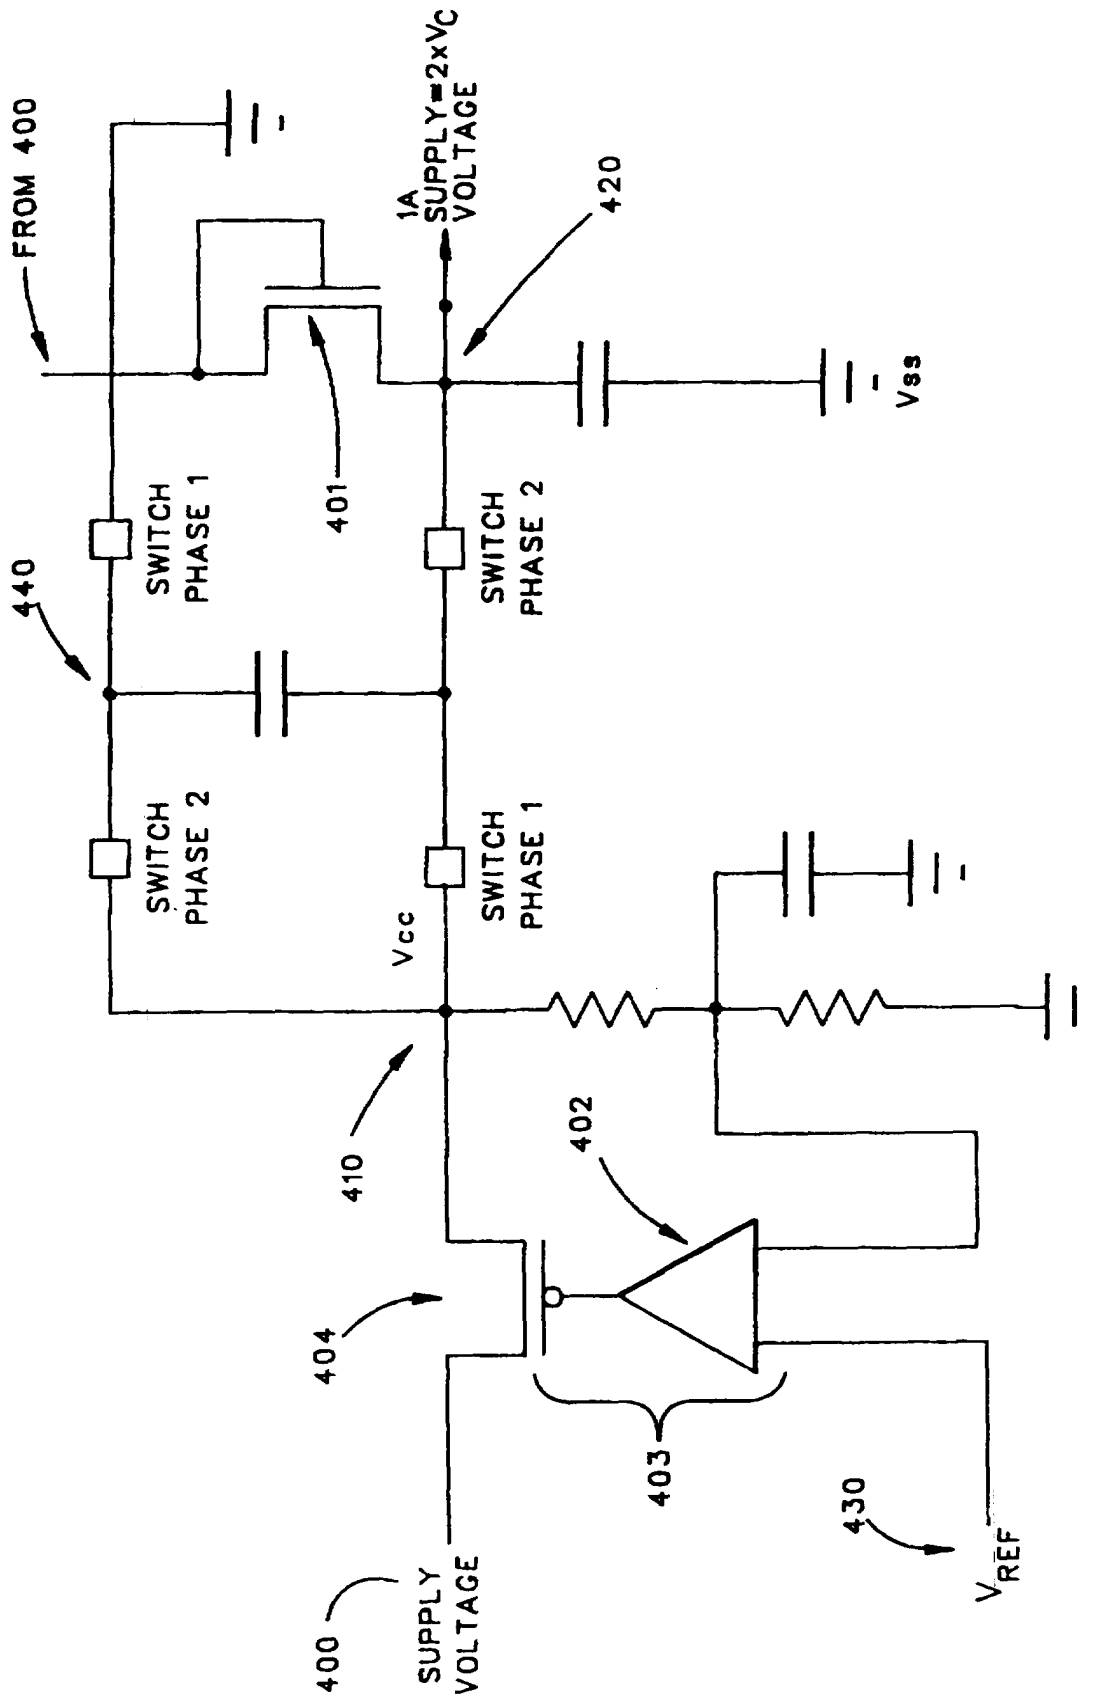 FROM 400
440
SWITCH
PHASE 2
SWITCH
PHASE 1
401
1A
SUPPLY=2xVC
VOLTAGE
420
Vcc
SWITCH
PHASE 1
SWITCH
PHASE 2
Vss
410
404
402
403
400
SUPPLY
VOLTAGE
430
VREF